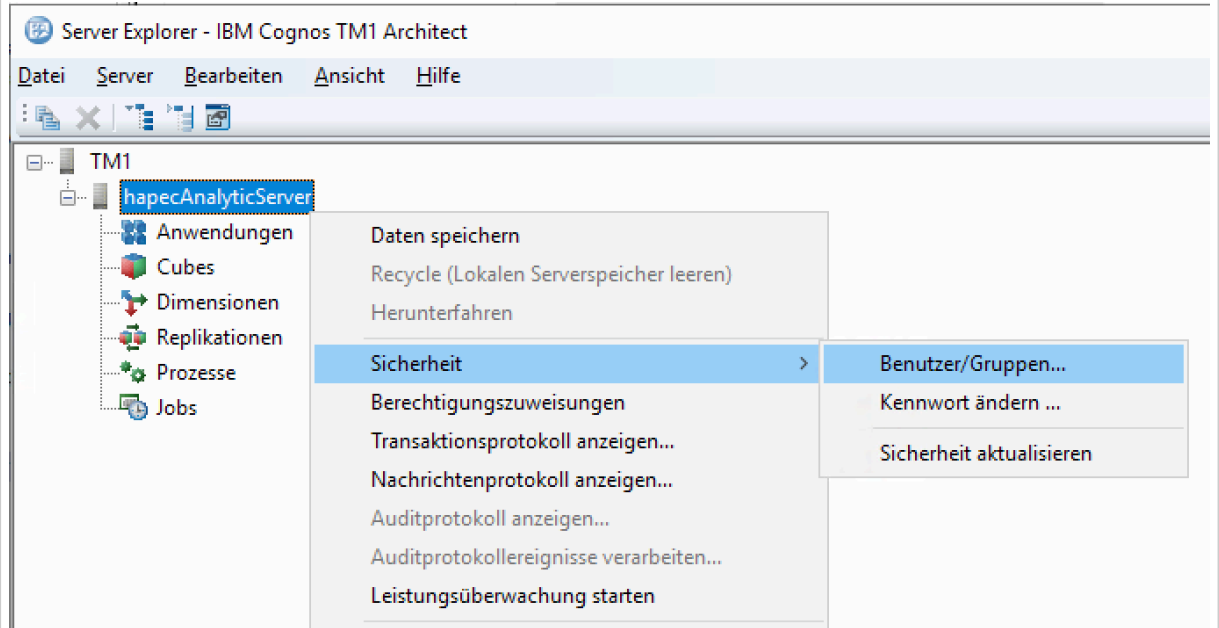 Server Explorer - IBM Cognos TM1 Architect
Datei Server Bearbeiten Ansicht Hilfe
TM1
hapecAnalyticServer
Anwendungen
Cubes
Dimensionen
Replikationen
Prozesse
Jobs
Daten speichern
Recycle (Lokalen Serverspeicher leeren)
Herunterfahren
Sicherheit
Berechtigungszuweisungen
Transaktionsprotokoll anzeigen...
Nachrichtenprotokoll anzeigen...
Auditprotokoll anzeigen...
Auditprotokollereignisse verarbeiten...
Leistungsüberwachung starten
Benutzer/Gruppen...
Kennwort ändern ...
Sicherheit aktualisieren